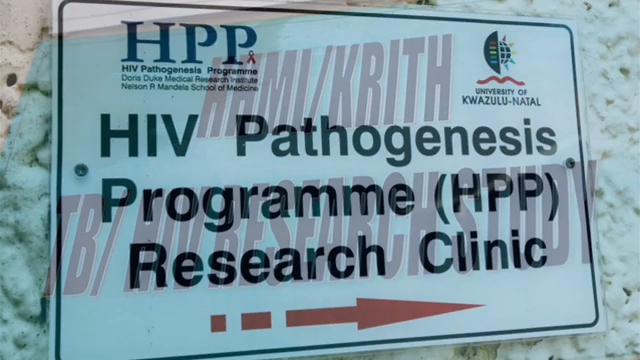 HPP
HIV Pathogenesis Programme
Doris Duke Medical Research Institute
Nelson R Mandela School of Medicine
UNIVERSITY OF
KWAZULU-NATAL
HHMI/KRITH
HIV Pathogenesis
Programme (HPP)
TB/ HIV RESEARCH STUDY
Research Clinic